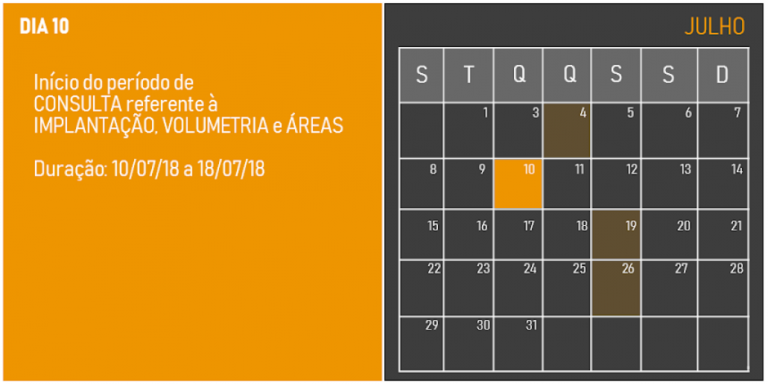 DIA 10
Início do período de
CONSULTA referente à
IMPLANTAÇÃO, VOLUMETRIA e ÁREAS
Duração: 10/07/18 a 18/07/18
JULHO
S T Q Q S S D
1 3 4 5 6 7
8 9 10 11 12 13 14
15 16 17 18 19 20 21
22 23 24 25 26 27 28
29 30 31